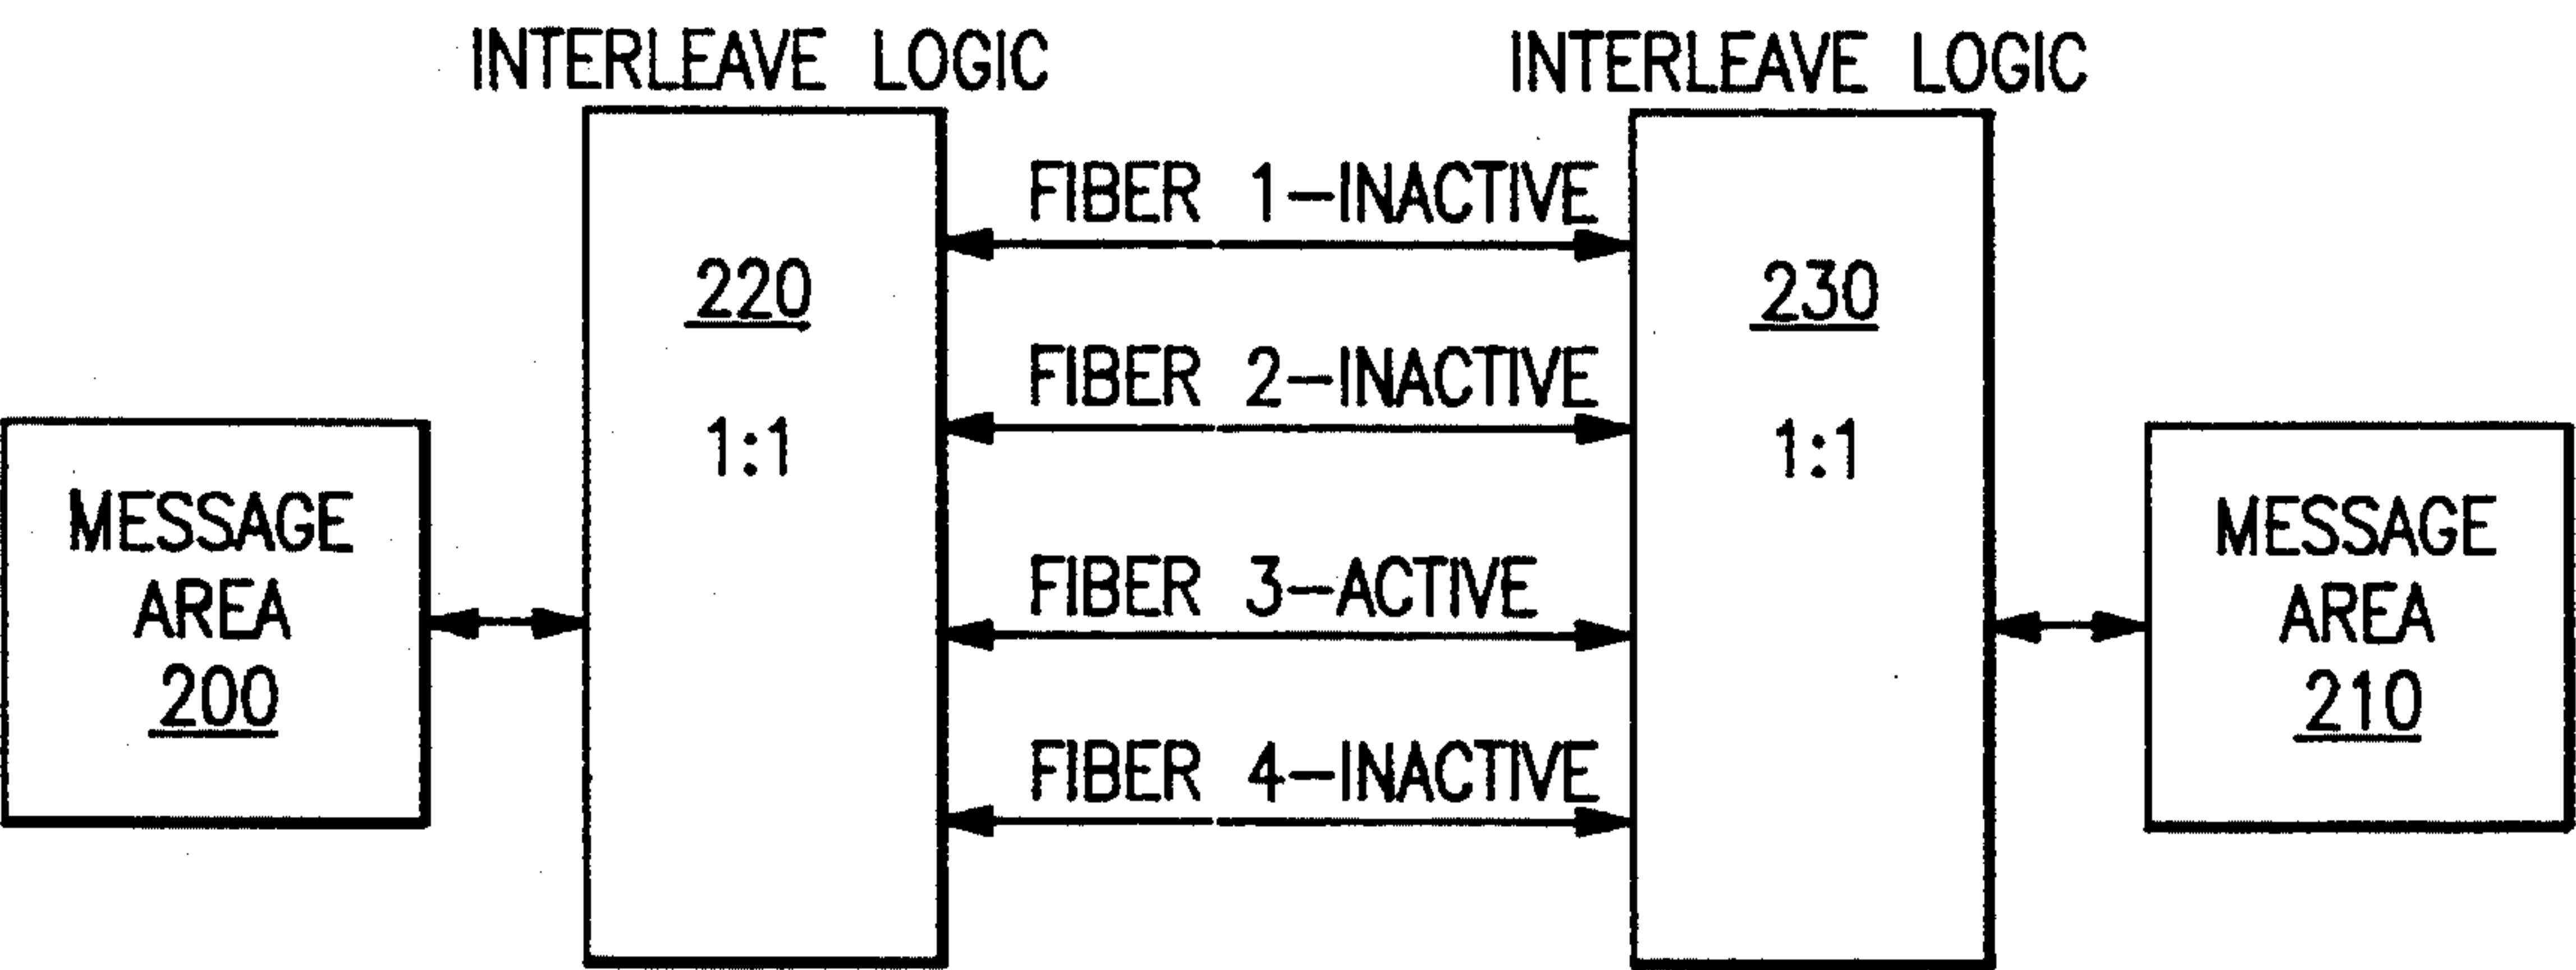 INTERLEAVE LOGIC
INTERLEAVE LOGIC
FIBER 1-INACTIVE
220
230
FIBER 2-INACTIVE
1:1
1:1
MESSAGE
AREA
200
FIBER 3-ACTIVE
MESSAGE
AREA
210
FIBER 4-INACTIVE